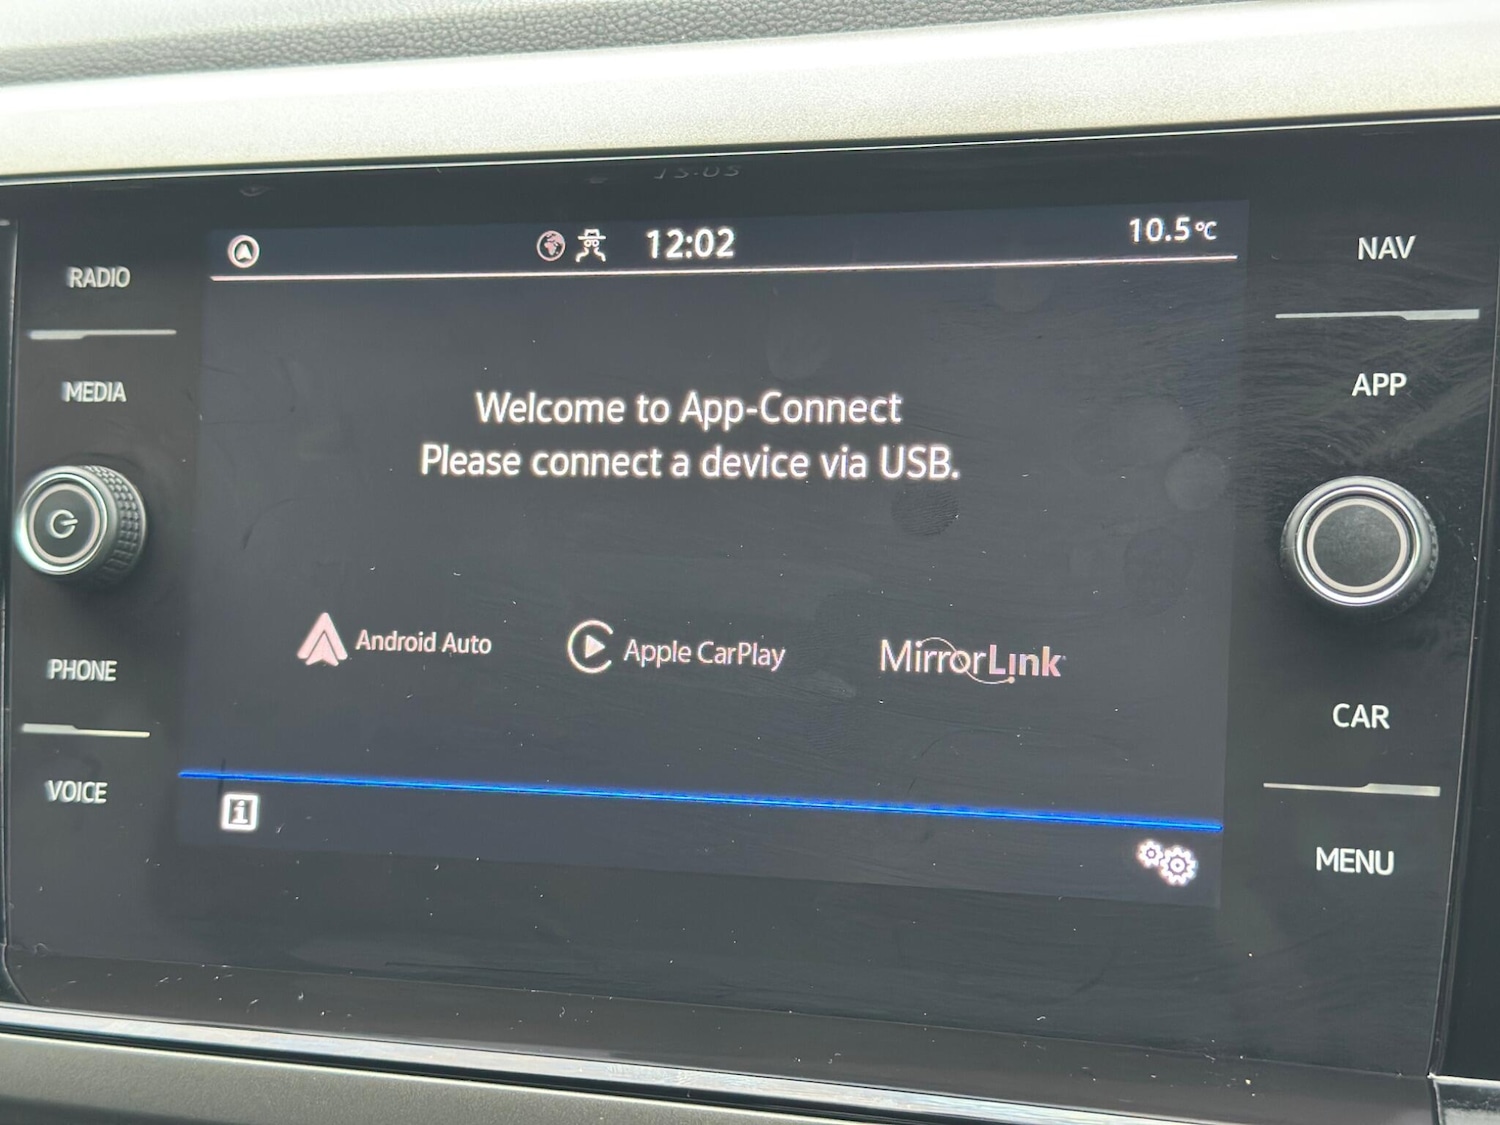 12:02
10.5°C
RADIO
MEDIA
PHONE
VOICE
Welcome to App-Connect
Please connect a device via USB.
Android Auto
Apple CarPlay
MirrorLink
i
NAV
APP
CAR
MENU